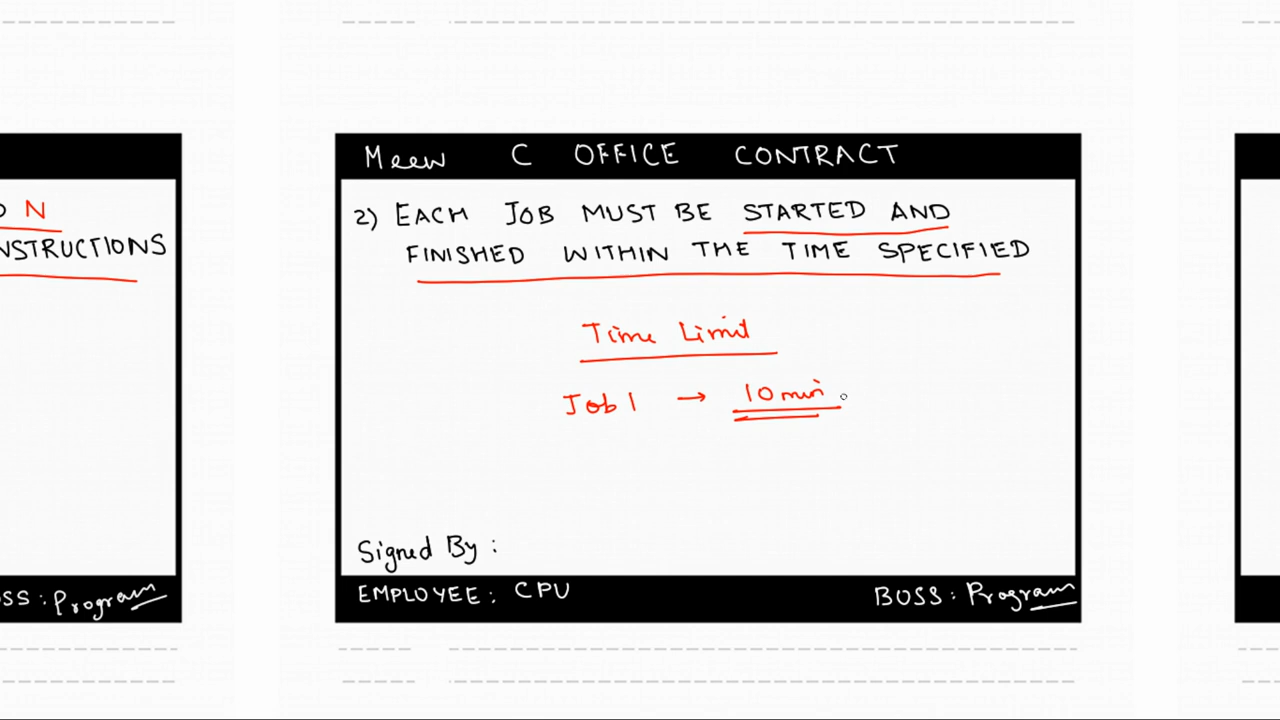 Meew C OFFICE CONTRACT
N
NSTRUCTIONS
2) EACH JOB MUST BE STARTED AND
FINISHED WITHIN THE TIME SPECIFIED
Time Limit
Job 1 → 10 min
Signed By :
EMPLOYEE : CPU
BOSS : Program
SS : Program